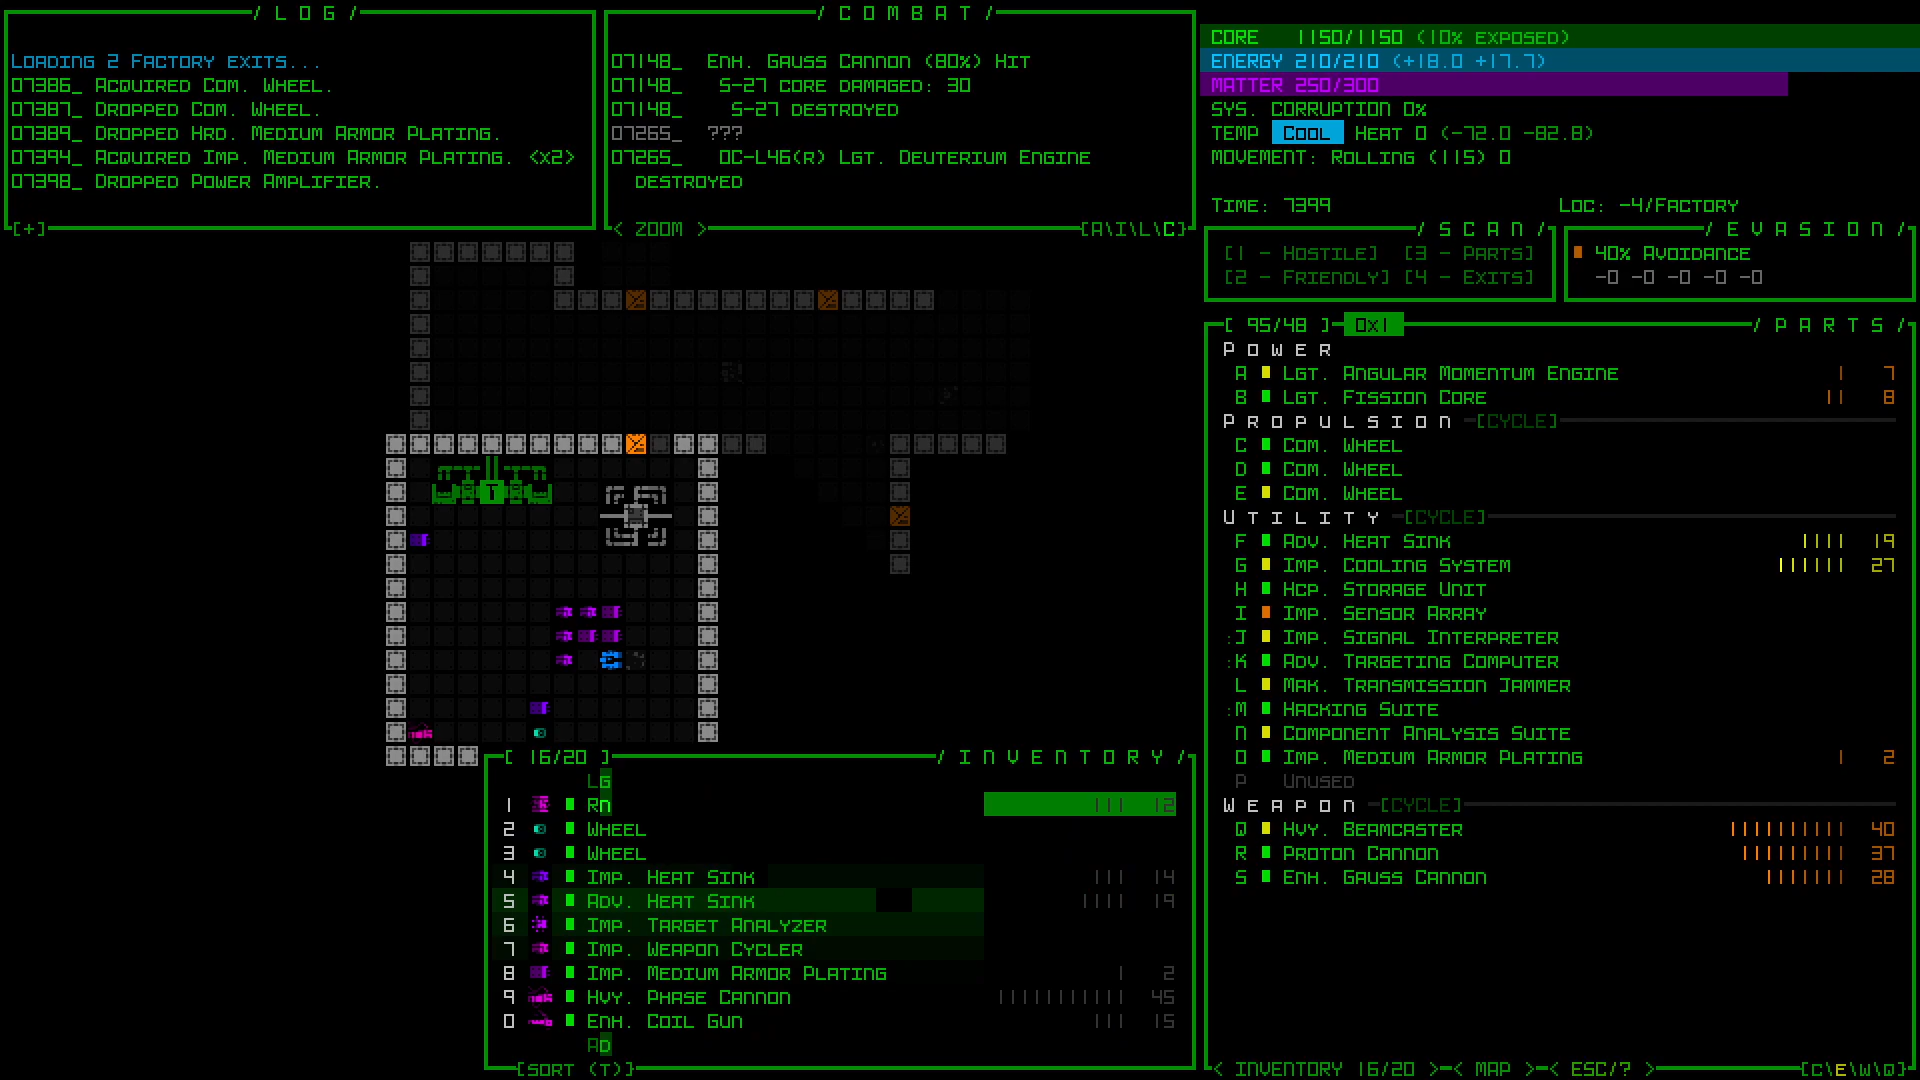 / L O G /
LOADING 2 FACTORY EXITS...
07386_ ACQUIRED COM. WHEEL.
07387_ DROPPED COM. WHEEL.
07389_ DROPPED HRD. MEDIUM ARMOR PLATING.
07394_ ACQUIRED IMP. MEDIUM ARMOR PLATING. <X2>
07398_ DROPPED POWER AMPLIFIER.
[+]
/ C O M B A T /
07148_ ENH. GAUSS CANNON (80%) HIT
07148_ S-27 CORE DAMAGED: 30
07148_ S-27 DESTROYED
07265_ ???
07265_ OC-L46(R) LGT. DEUTERIUM ENGINE
DESTROYED
< ZOOM > [A\I\L\C]
CORE 1150/1150 (10% EXPOSED)
ENERGY 210/210 (+18.0 +17.7)
MATTER 250/300
SYS. CORRUPTION 0%
TEMP COOL HEAT 0 (-72.0 -82.8)
MOVEMENT: ROLLING (115) 0
TIME: 7399 LOC: -4/FACTORY
/ S C A N /
[1 - HOSTILE] [3 - PARTS]
[2 - FRIENDLY] [4 - EXITS]
/ E V A S I O N /
40% AVOIDANCE
-0 -0 -0 -0 -0
[ 95/48 ] 0X1 / P A R T S /
P O W E R
A LGT. ANGULAR MOMENTUM ENGINE 7
B LGT. FISSION CORE 8
P R O P U L S I O N [CYCLE]
C COM. WHEEL
D COM. WHEEL
E COM. WHEEL
U T I L I T Y [CYCLE]
F ADV. HEAT SINK 19
G IMP. COOLING SYSTEM 27
H HCP. STORAGE UNIT
I IMP. SENSOR ARRAY
:J IMP. SIGNAL INTERPRETER
:K ADV. TARGETING COMPUTER
L MAK. TRANSMISSION JAMMER
:M HACKING SUITE
N COMPONENT ANALYSIS SUITE
O IMP. MEDIUM ARMOR PLATING 2
P UNUSED
W E A P O N [CYCLE]
Q HVY. BEAMCASTER 40
R PROTON CANNON 37
S ENH. GAUSS CANNON 28
T
[ 16/20 ] / I N V E N T O R Y /
LG
1 RN 12
2 WHEEL
3 WHEEL
4 IMP. HEAT SINK 14
5 ADV. HEAT SINK 19
6 IMP. TARGET ANALYZER
7 IMP. WEAPON CYCLER
8 IMP. MEDIUM ARMOR PLATING 2
9 HVY. PHASE CANNON 45
0 ENH. COIL GUN 15
AD
[SORT (T)]
< INVENTORY 16/20 > < MAP > < ESC/? > [C\E\W\Q]